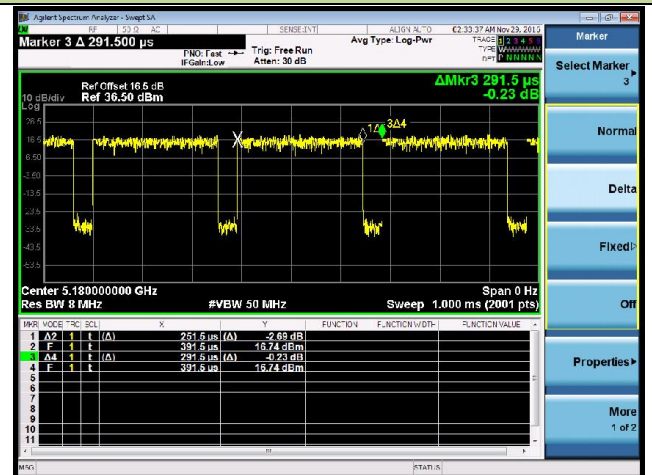 Agilent Spectrum Analyzer - Swept SA
RF 50 Ω AC SENSE:INT ALIGN AUTO 02:33:37 AM Nov 29, 2016
Marker 3 Δ 291.500 µs
PNO: Fast Trig: Free Run Avg Type: Log-Pwr TRACE 1 2 3 4 5 6
IFGain:Low Atten: 30 dB TYPE
DET P N N N N N
Ref Offset 16.5 dB ΔMkr3 291.5 µs
10 dB/div Ref 36.50 dBm -0.23 dB
Log
26.5
16.5
6.50
-3.50
-13.5
-23.5
-33.5
-43.5
-53.5
X 1Δ2 3Δ4
Center 5.180000000 GHz Span 0 Hz
Res BW 8 MHz #VBW 50 MHz Sweep 1.000 ms (2001 pts)
MKR MODE TRC SCL X Y FUNCTION FUNCTION WIDTH FUNCTION VALUE
1 Δ2 1 t (Δ) 251.5 µs (Δ) -2.69 dB
2 F 1 t 391.5 µs 16.74 dBm
3 Δ4 1 t (Δ) 291.5 µs (Δ) -0.23 dB
4 F 1 t 391.5 µs 16.74 dBm
5
6
7
8
9
10
11
MSG STATUS
Marker
Select Marker
3
Normal
Delta
Fixed
Off
Properties
More
1 of 2